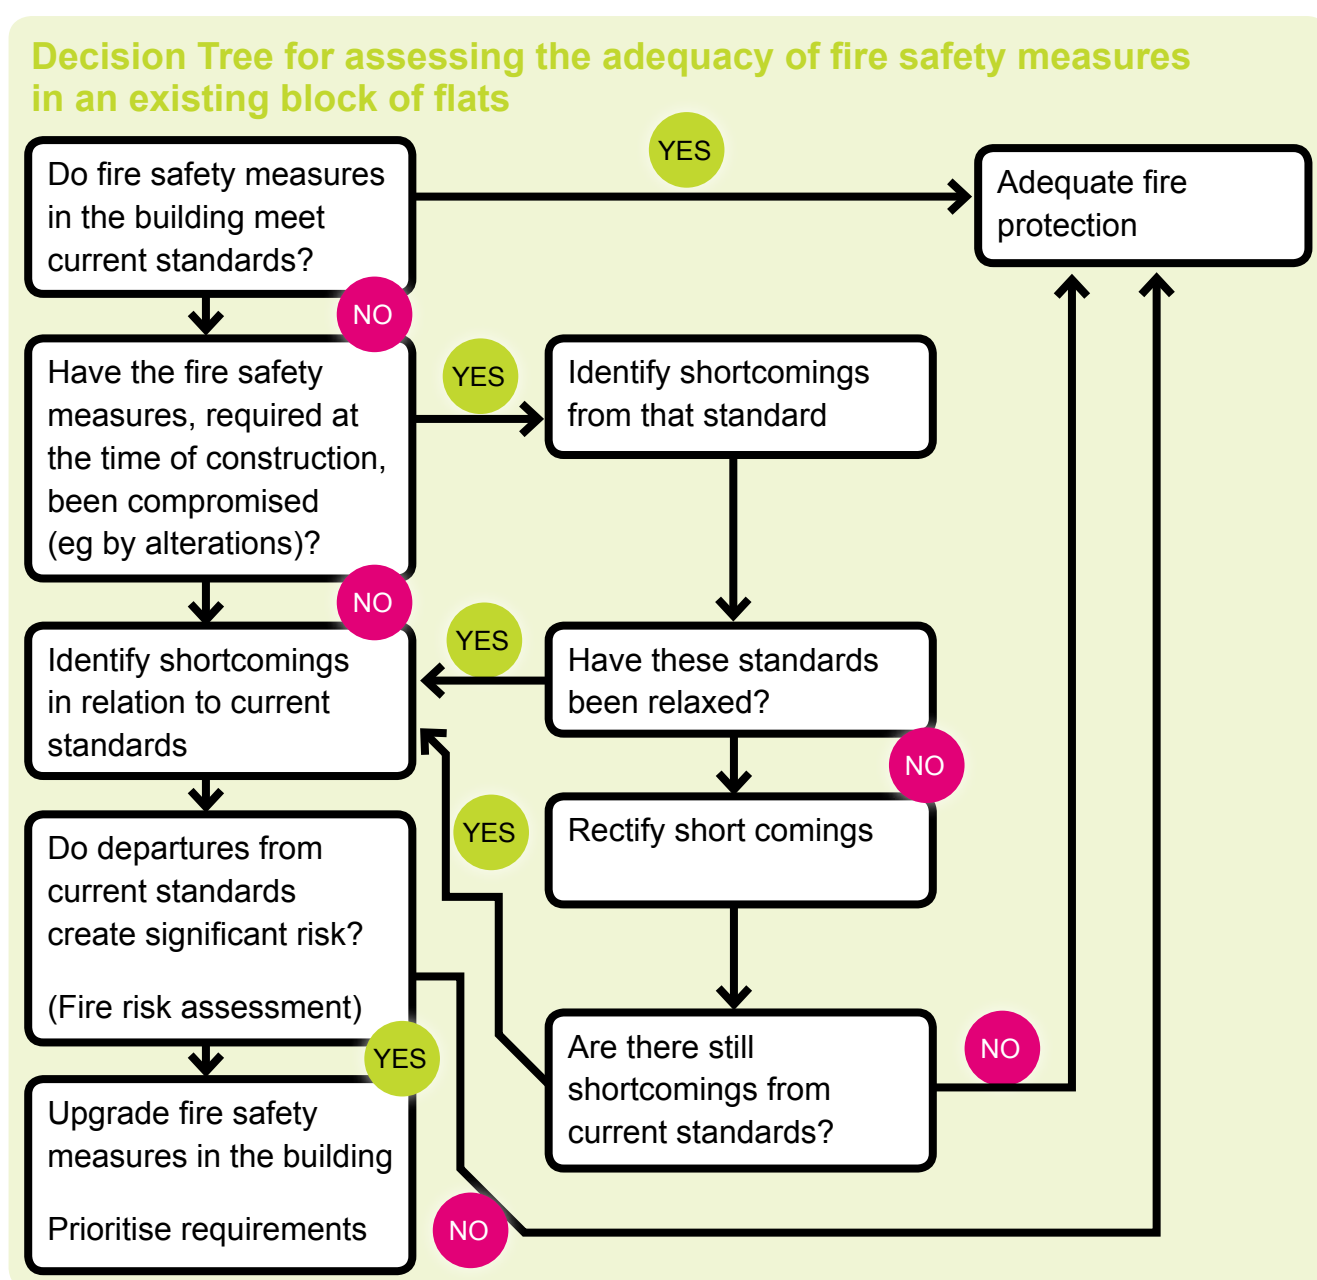 Decision Tree for assessing the adequacy of fire safety measures
in an existing block of flats
Do fire safety measures
in the building meet
current standards?
YES
Adequate fire
protection
NO
Have the fire safety
measures, required at
the time of construction,
been compromised
(eg by alterations)?
YES
Identify shortcomings
from that standard
NO
Identify shortcomings
in relation to current
standards
YES
Have these standards
been relaxed?
NO
Rectify short comings
YES
Do departures from
current standards
create significant risk?
(Fire risk assessment)
YES
Are there still
shortcomings from
current standards?
NO
Upgrade fire safety
measures in the building
Prioritise requirements
NO